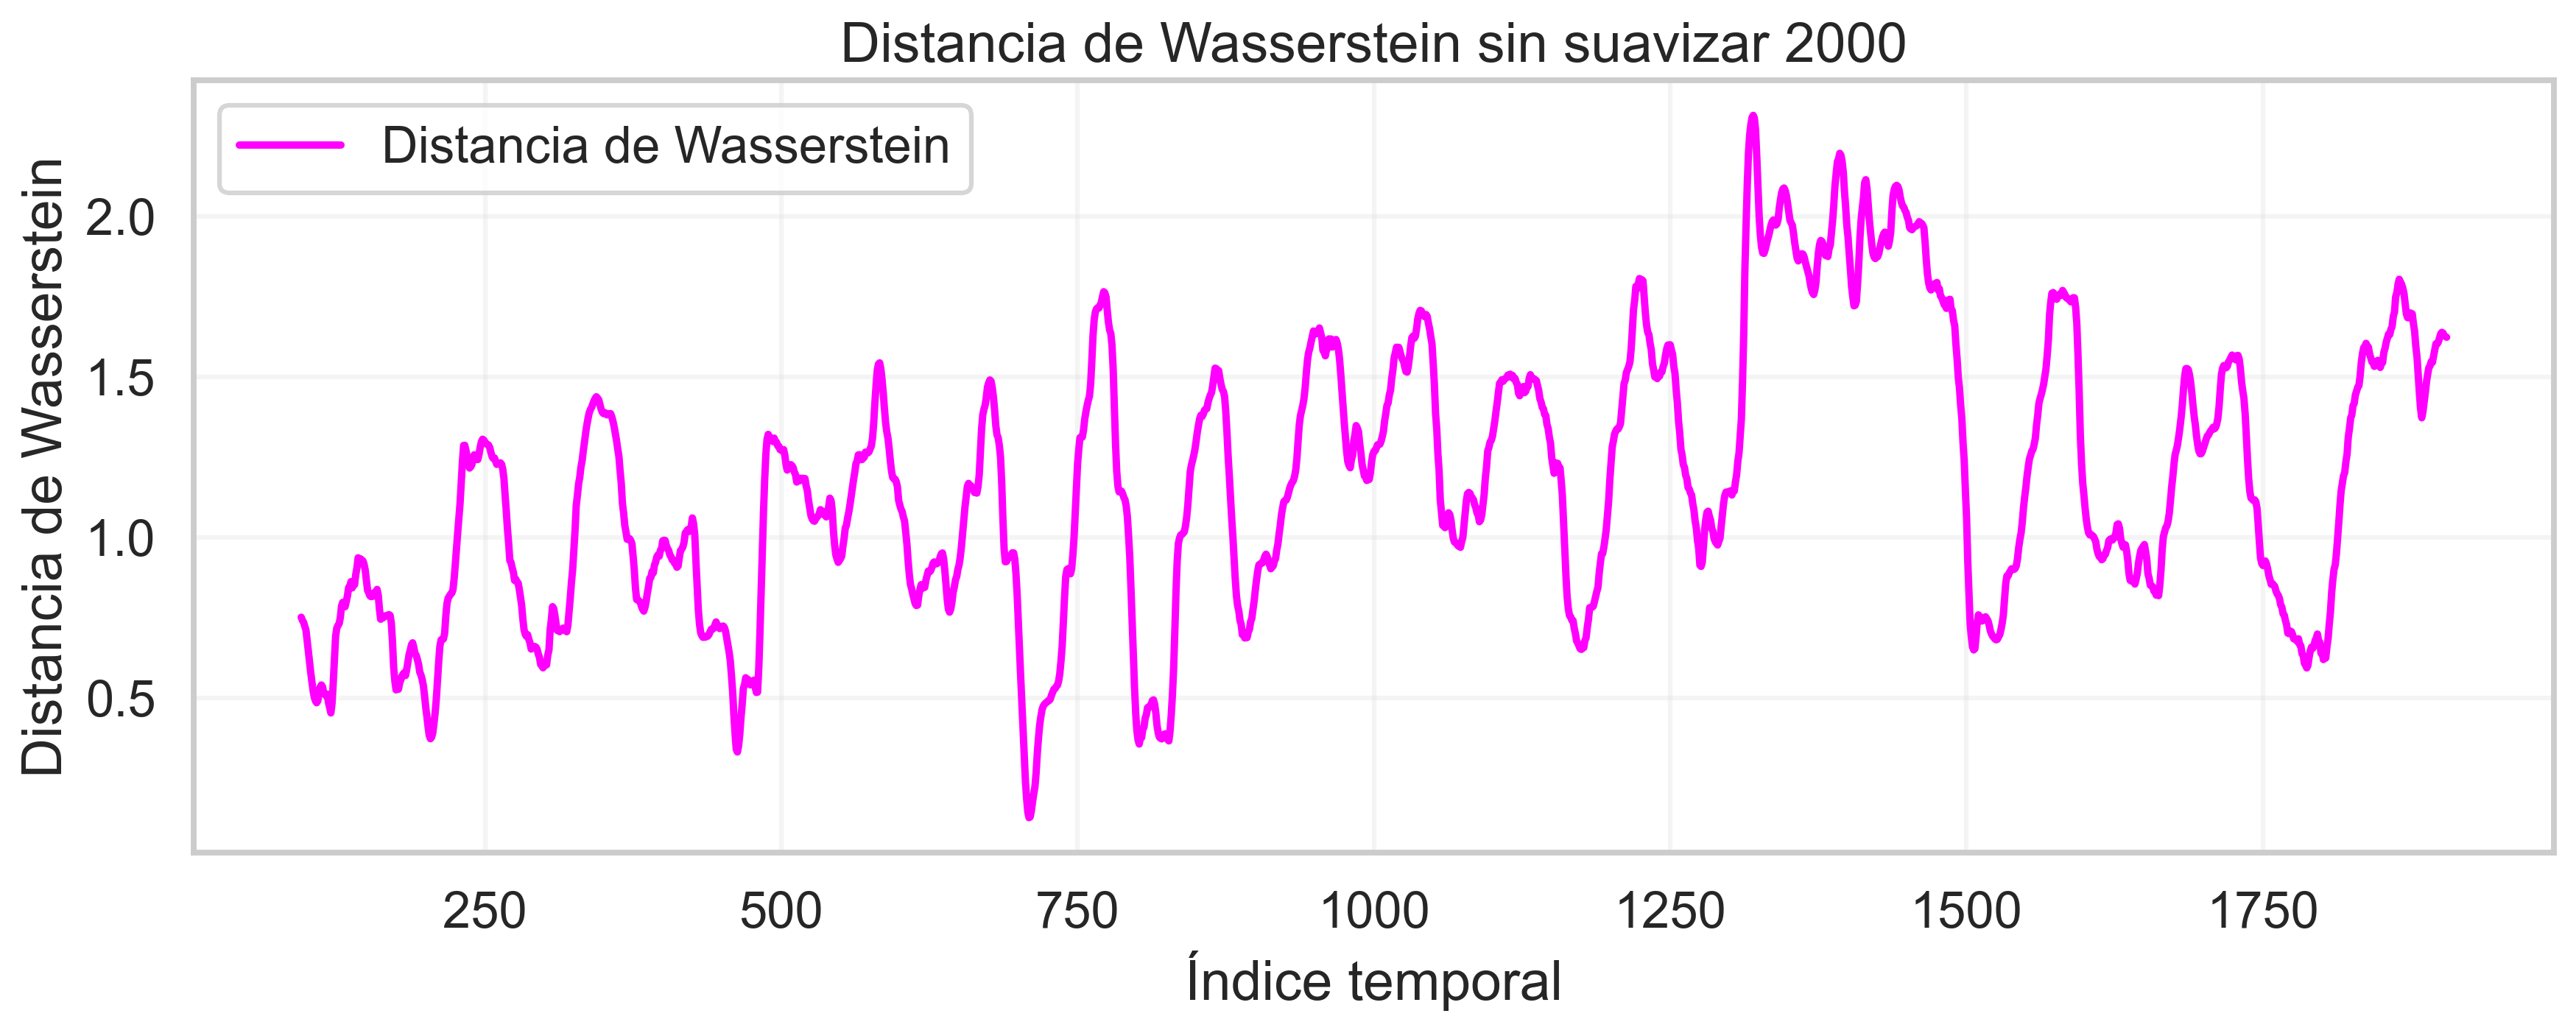 Distancia de Wasserstein sin suavizar 2000
Distancia de Wasserstein
Distancia de Wasserstein
2.0
1.5
1.0
0.5
250 500 750 1000 1250 1500 1750
Índice temporal